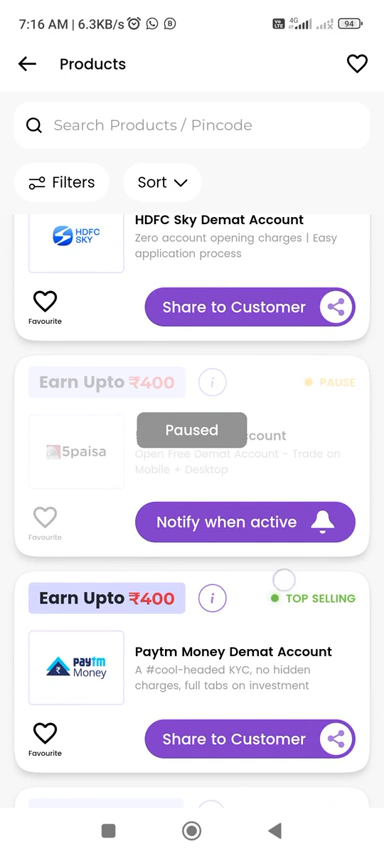 7:16 AM | 6.3KB/s
4G
94
Products
Search Products / Pincode
Filters
Sort
HDFC
SKY
HDFC Sky Demat Account
Zero account opening charges | Easy
application process
Favourite
Share to Customer
Earn Upto ₹400
i
PAUSE
Paused
5paisa
count
Open Free Demat Account - Trade on
Mobile + Desktop
Favourite
Notify when active
Earn Upto ₹400
i
TOP SELLING
paytm
Money
Paytm Money Demat Account
A #cool-headed KYC, no hidden
charges, full tabs on investment
Favourite
Share to Customer